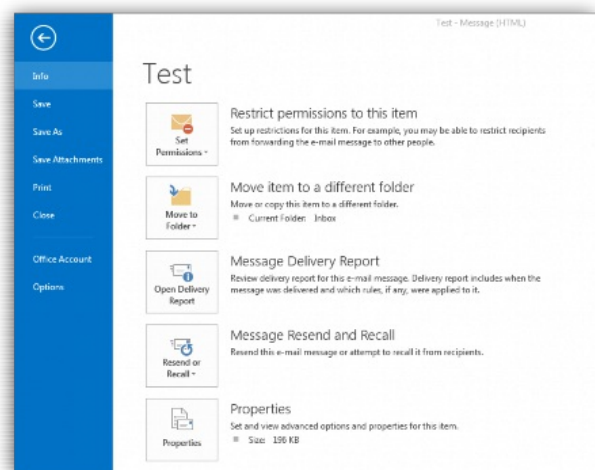 Test - Message (HTML)
Info
Save
Save As
Save Attachments
Print
Close
Office Account
Options
Test
Set
Permissions
Restrict permissions to this item
Set up restrictions for this item. For example, you may be able to restrict recipients
from forwarding the e-mail message to other people.
Move to
Folder
Move item to a different folder
Move or copy this item to a different folder.
Current Folder: Inbox
Open Delivery
Report
Message Delivery Report
Review delivery report for this e-mail message. Delivery report includes when the
message was delivered and which rules, if any, were applied to it.
Resend or
Recall
Message Resend and Recall
Resend this e-mail message or attempt to recall it from recipients.
Properties
Properties
Set and view advanced options and properties for this item.
Size: 196 KB